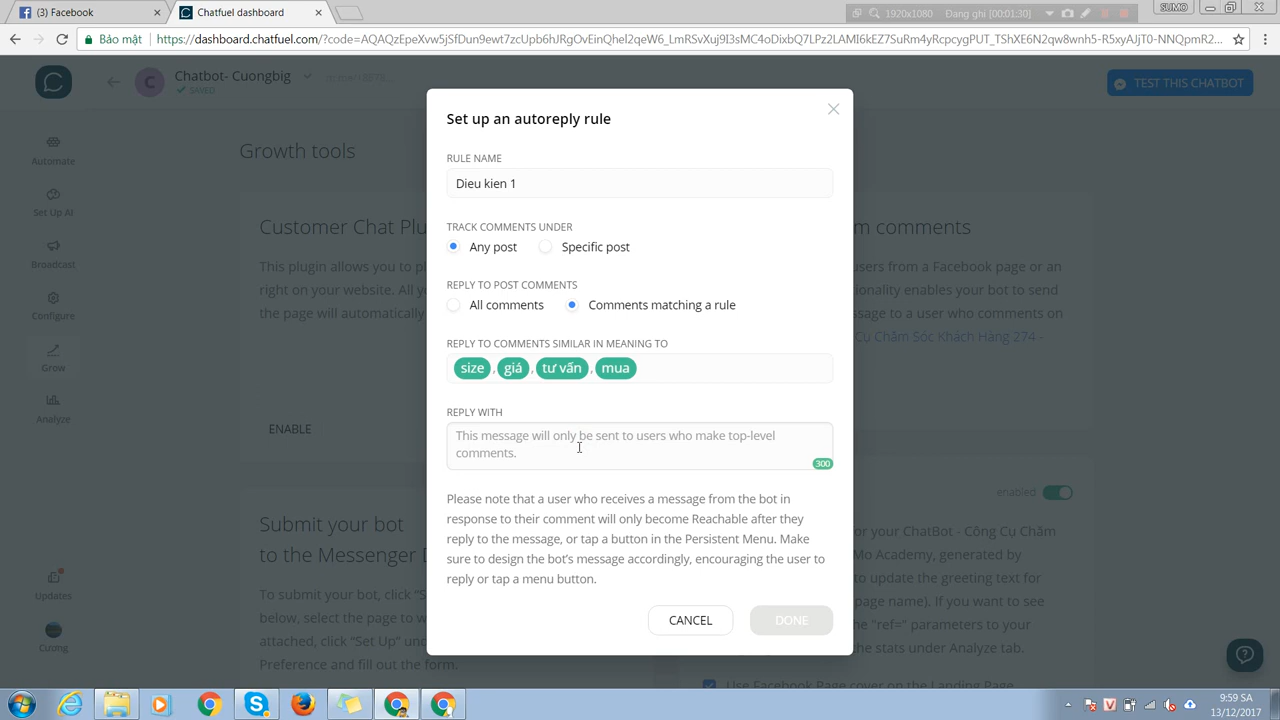 (f) Facebook
Chatfuel dashboard
1920x1080
Đang ghi [00:01:30]
SUMO
Bảo mật
Chatbot- Cuongbig
SAVED
TEST THIS CHATBOT
Automate
Set Up AI
Broadcast
Configure
Grow
Analyze
Updates
Cương
Growth tools
Customer Chat Plu
This plugin allows you to pl
right on your website. All yo
the page will automatically
ENABLE
Submit your bot
to the Messenger D
To submit your bot, click “S
below, select the page to w
attached, click “Set Up” und
Preference and fill out the form.
Set up an autoreply rule
RULE NAME
Dieu kien 1
TRACK COMMENTS UNDER
Any post
Specific post
REPLY TO POST COMMENTS
All comments
Comments matching a rule
REPLY TO COMMENTS SIMILAR IN MEANING TO
size, giá, tư vấn, mua
REPLY WITH
This message will only be sent to users who make top-level
comments.
300
Please note that a user who receives a message from the bot in
response to their comment will only become Reachable after they
reply to the message, or tap a button in the Persistent Menu. Make
sure to design the bot’s message accordingly, encouraging the user to
reply or tap a menu button.
CANCEL
DONE
m comments
users from a Facebook page or an
ionality enables your bot to send
essage to a user who comments on
Cụ Chăm Sóc Khách Hàng 274 -
enabled
or your ChatBot - Công Cụ Chăm
Mo Academy, generated by
to update the greeting text for
page name). If you want to see
he "ref=" parameters to your
the stats under Analyze tab.
Use Facebook Page cover on the Landing Page
9:59 SA
13/12/2017